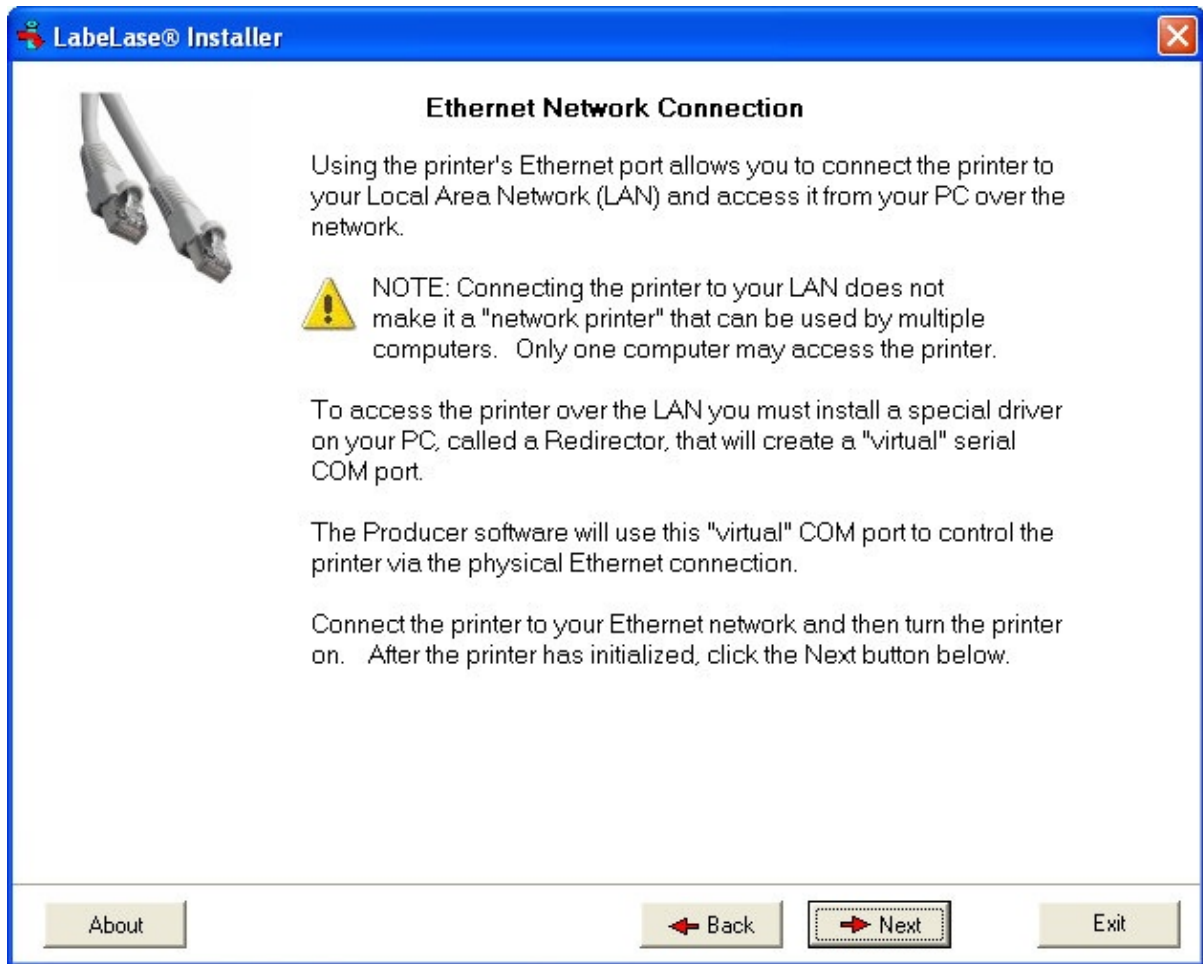 LabeLase® Installer
Ethernet Network Connection
Using the printer's Ethernet port allows you to connect the printer to
your Local Area Network (LAN) and access it from your PC over the
network.
NOTE: Connecting the printer to your LAN does not
make it a "network printer" that can be used by multiple
computers. Only one computer may access the printer.
To access the printer over the LAN you must install a special driver
on your PC, called a Redirector, that will create a "virtual" serial
COM port.
The Producer software will use this "virtual" COM port to control the
printer via the physical Ethernet connection.
Connect the printer to your Ethernet network and then turn the printer
on. After the printer has initialized, click the Next button below.
About
Back
Next
Exit